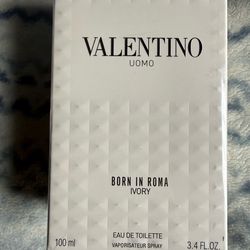 VALENTINO
UOMO
BORN IN ROMA
IVORY
EAU DE TOILETTE
100 ml
VAPORISATEUR SPRAY
3.4 FL.OZ.